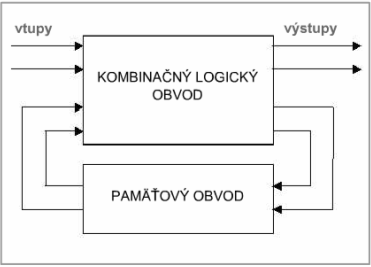 vtupy
výstupy
KOMBINAČNÝ LOGICKÝ
OBVOD
PAMÄŤOVÝ OBVOD